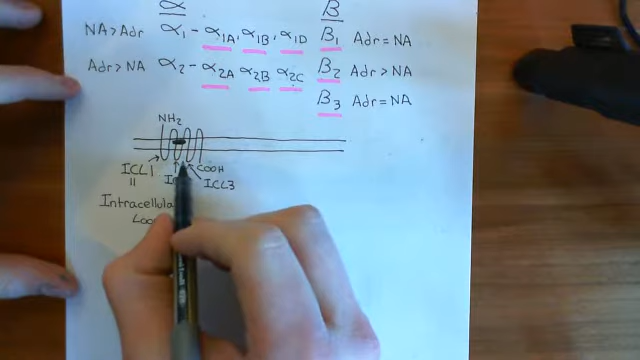 α β
NA>Adr α1 - α1A, α1B, α1D β1 Adr = NA
Adr>NA α2 - α2A α2B α2C β2 Adr > NA
β3 Adr = NA
NH2
ICL1 COOH
= ICL3